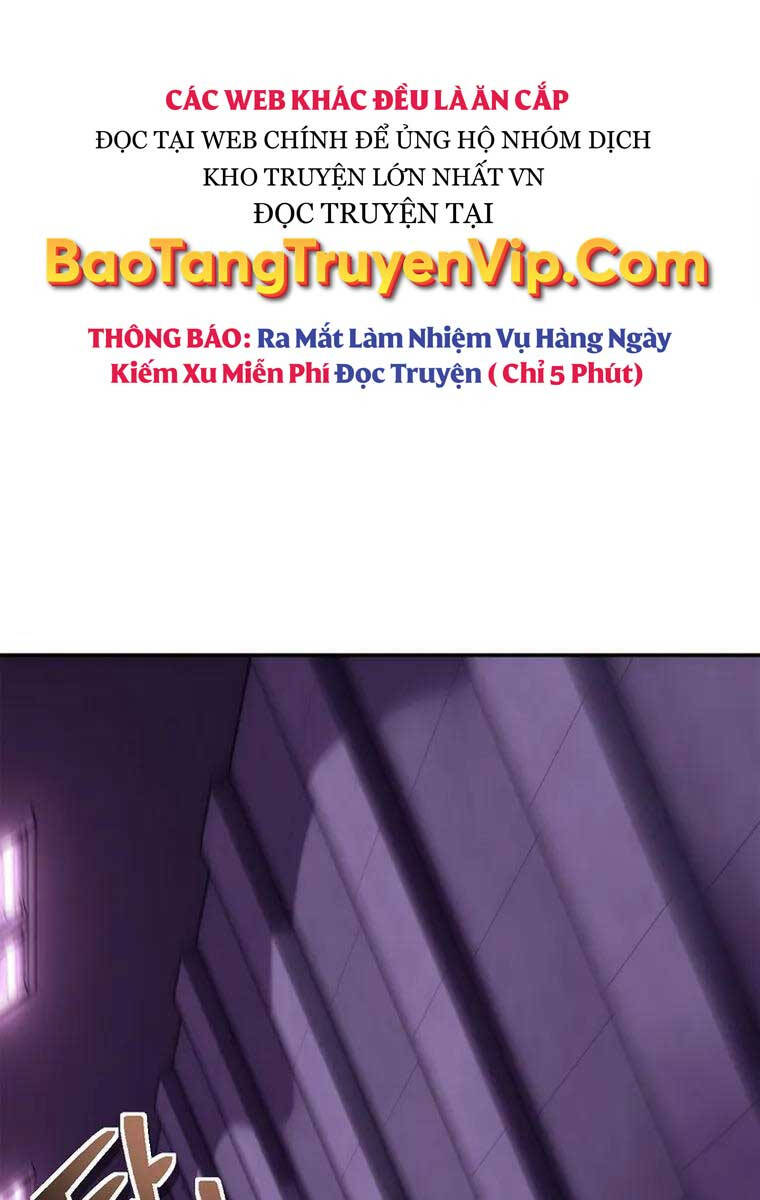 CÁC WEB KHÁC ĐỀU LÀ ĂN CẮP
ĐỌC TẠI WEB CHÍNH ĐỂ ỦNG HỘ NHÓM DỊCH
KHO TRUYỆN LỚN NHẤT VN
ĐỌC TRUYỆN TẠI
BaoTangTruyenVip.Com
THÔNG BÁO: Ra Mắt Làm Nhiệm Vụ Hàng Ngày
Kiếm Xu Miễn Phí Đọc Truyện ( Chỉ 5 Phút)